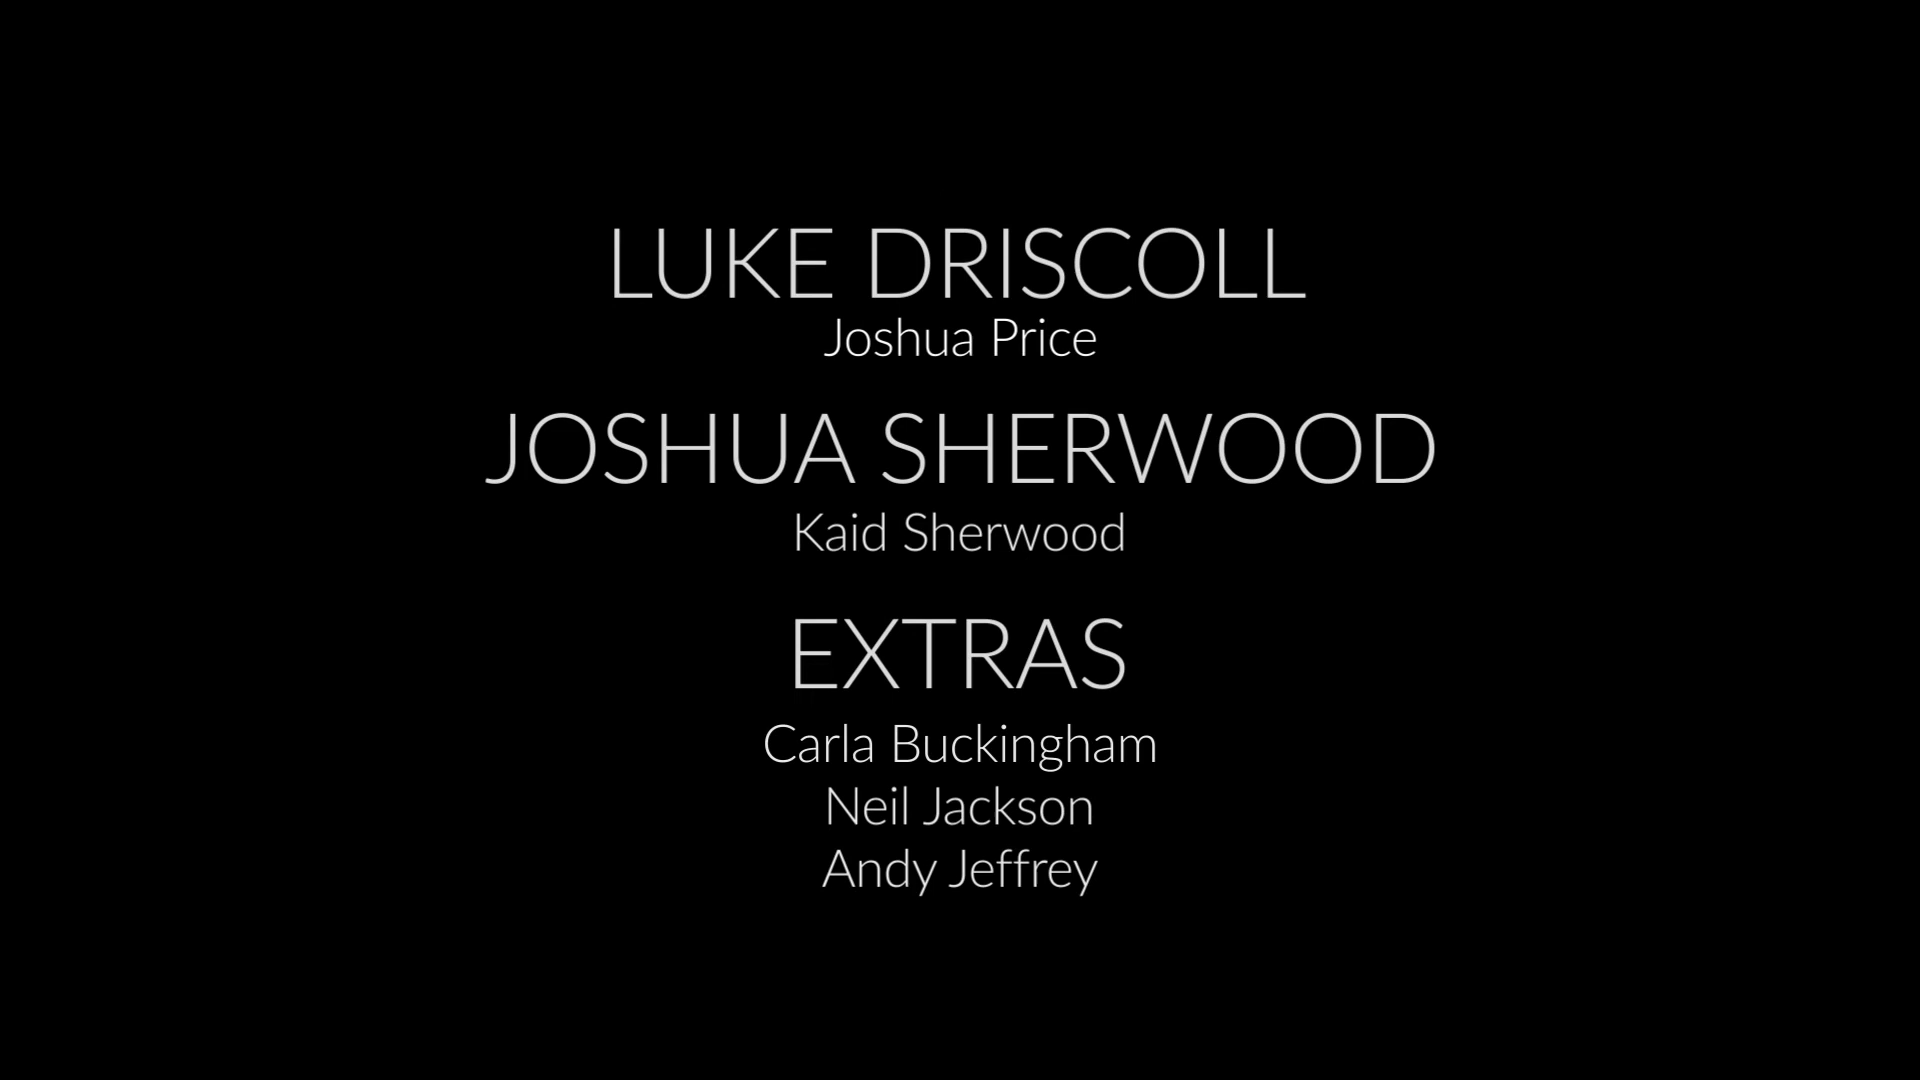 LUKE DRISCOLL
Joshua Price
JOSHUA SHERWOOD
Kaid Sherwood
EXTRAS
Carla Buckingham
Neil Jackson
Andy Jeffrey